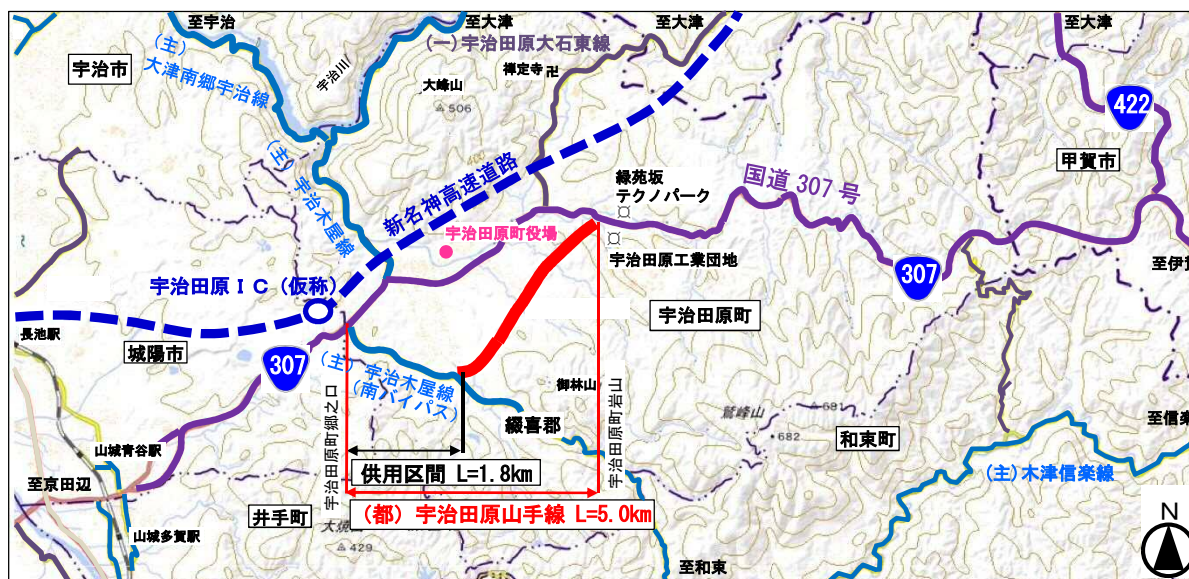 至宇治
至大津
至大津
(主)大津南郷宇治線
(一)宇治田原大石東線
宇治市
宇治川
大峰山
506
禅定寺
422
甲賀市
(主)宇治木屋線
新名神高速道路
緑苑坂
テクノパーク
国道307号
宇治田原町役場
宇治田原工業団地
307
至伊賀
宇治田原IC(仮称)
宇治田原町
長池駅
城陽市
307
(主)宇治木屋線
(南バイパス)
御林山
宇治田原町郷之口
宇治田原町岩山
綴喜郡
鷲峰山
681
682
和束町
至信楽
山城青谷駅
供用区間 L=1.8km
(主)木津信楽線
至京田辺
(都)宇治田原山手線 L=5.0km
井手町
429
山城多賀駅
至和束
N